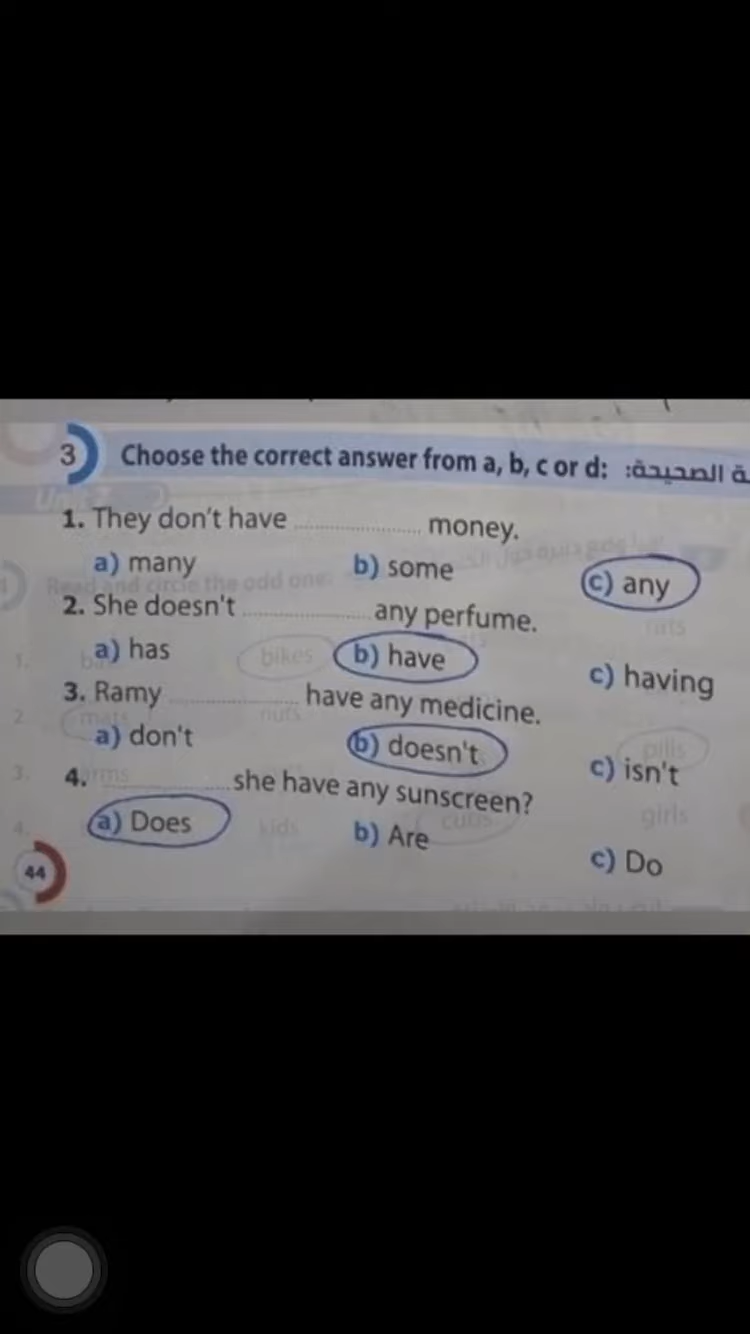 3 Choose the correct answer from a, b, c or d: الصحيحة:
1. They don't have .................... money.
a) many b) some c) any
2. She doesn't .................... any perfume.
a) has b) have c) having
3. Ramy .................... have any medicine.
a) don't b) doesn't c) isn't
4. .................... she have any sunscreen?
a) Does b) Are c) Do
44